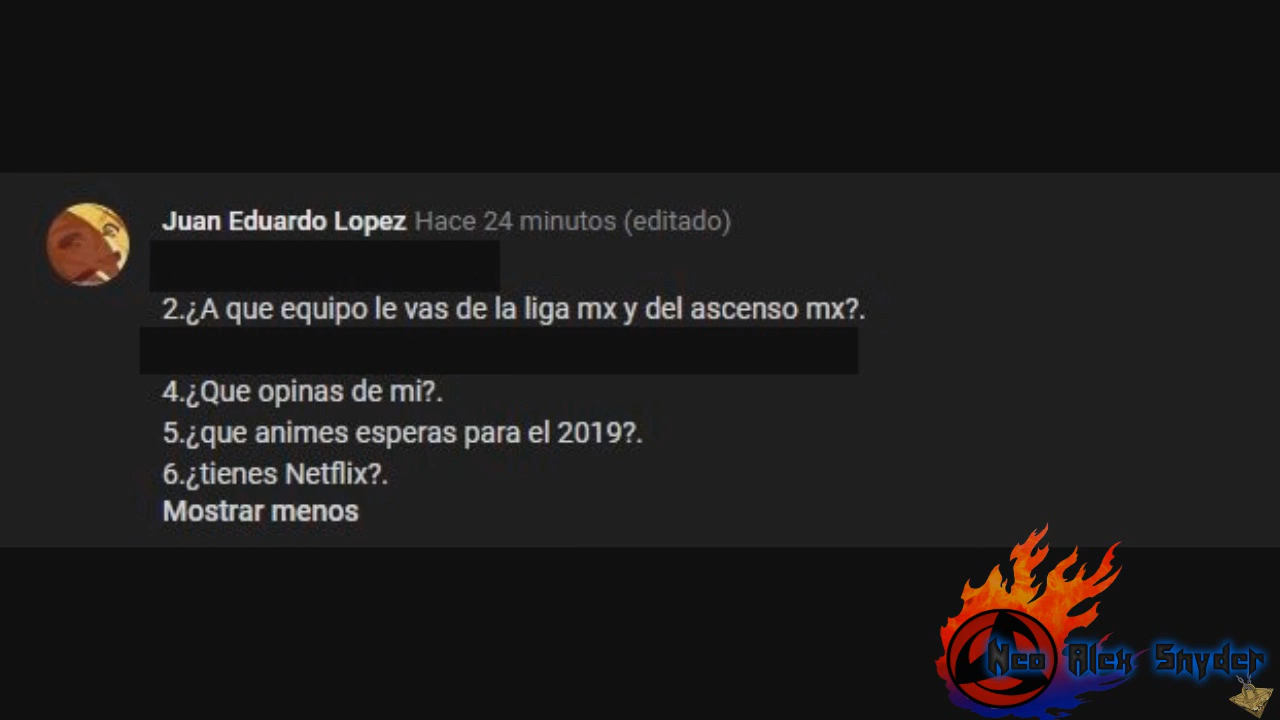 Juan Eduardo Lopez Hace 24 minutos (editado)
2.¿A que equipo le vas de la liga mx y del ascenso mx?.
4.¿Que opinas de mi?.
5.¿que animes esperas para el 2019?.
6.¿tienes Netflix?.
Mostrar menos
Neo Alex Snyder